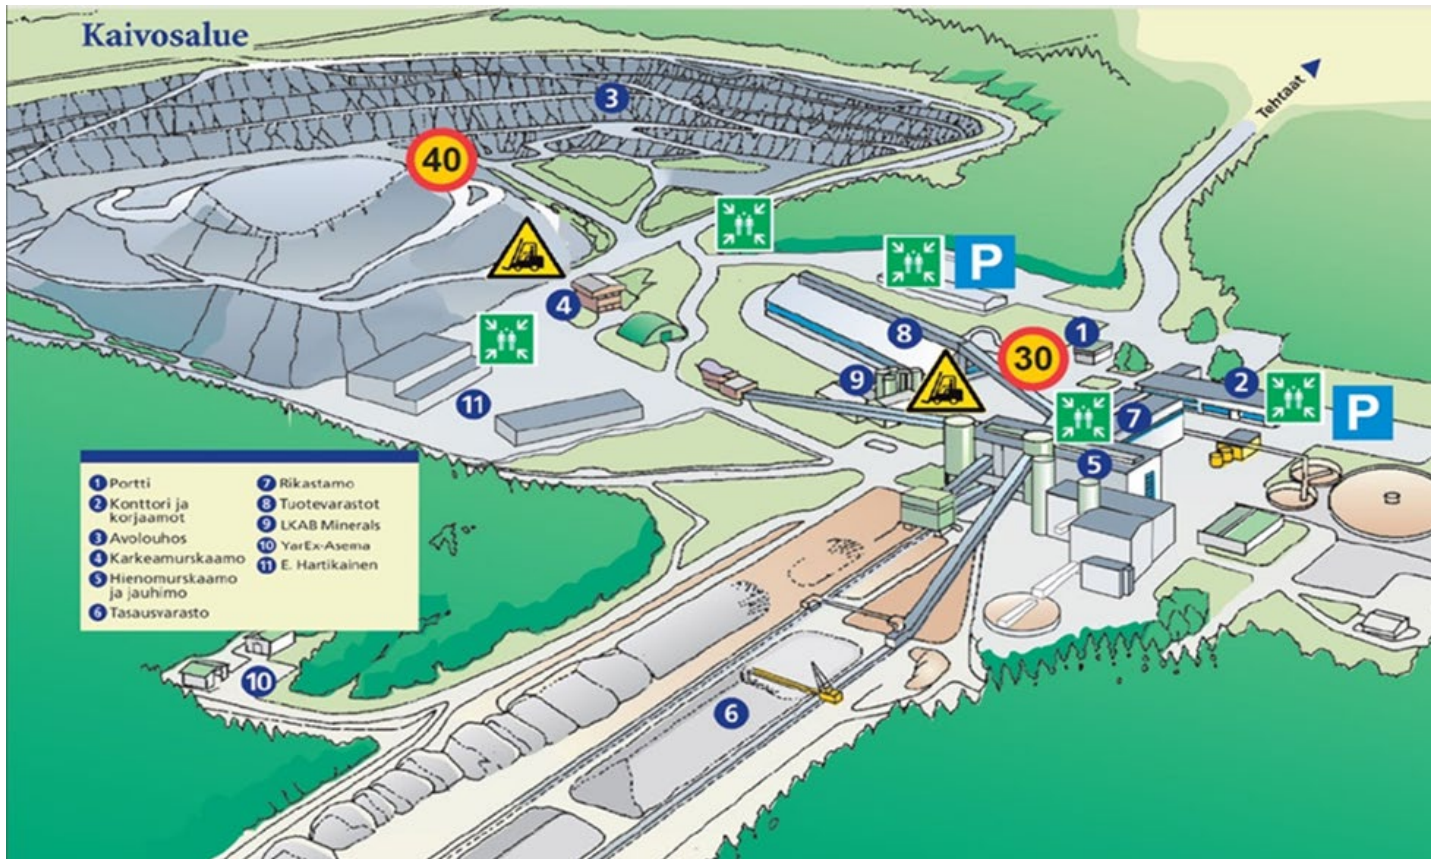 Kaivosalue
3
40
Tehtaat
4
P
8
1
30
9
2
11
7
P
5
1 Portti
2 Konttori ja
korjaamot
3 Avolouhos
4 Karkeamurskaamo
5 Hienomurskaamo
ja jauhimo
6 Tasausvarasto
7 Rikastamo
8 Tuotevarastot
9 LKAB Minerals
10 YarEx-Asema
11 E. Hartikainen
10
6